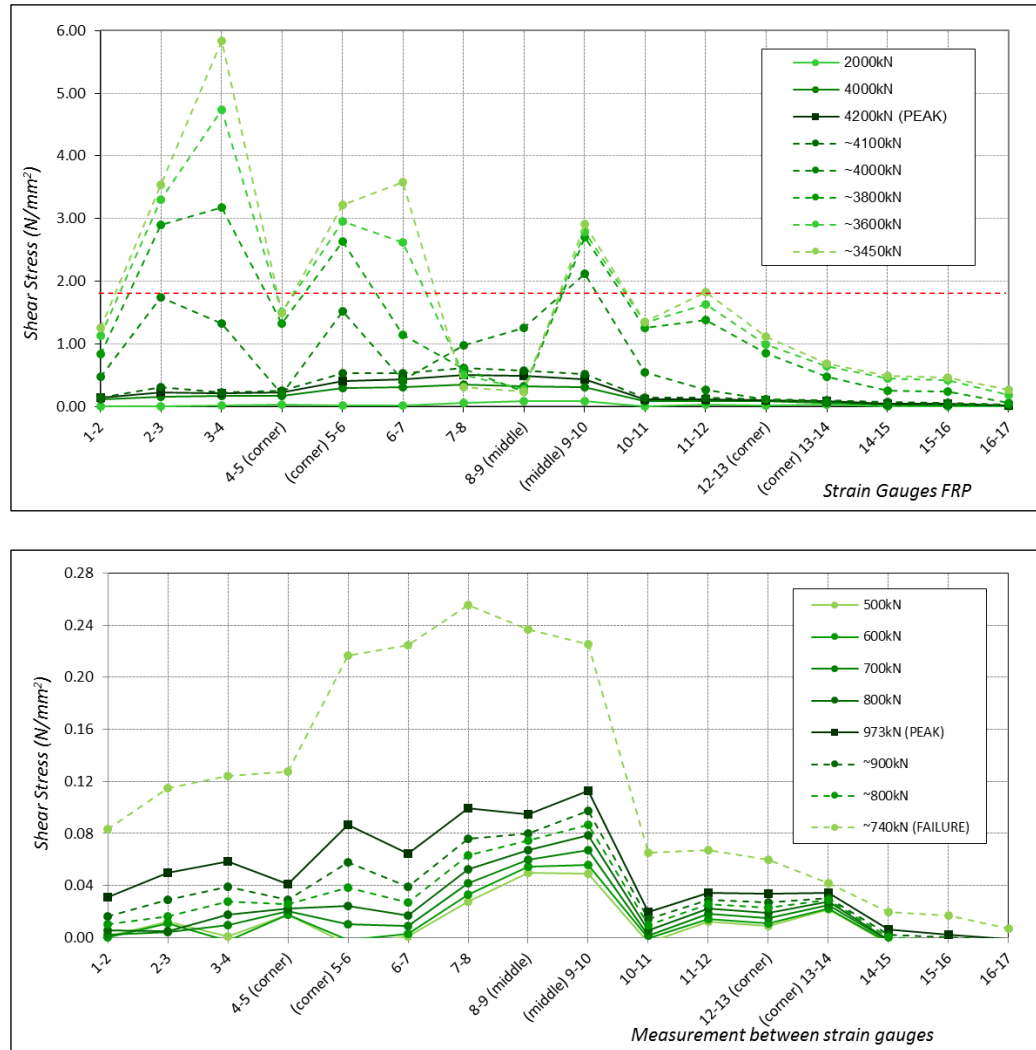 6.00
5.00
4.00
3.00
2.00
1.00
0.00
Shear Stress (N/mm²)
2000kN
4000kN
4200kN (PEAK)
~4100kN
~4000kN
~3800kN
~3600kN
~3450kN
1-2
2-3
3-4
4-5 (corner)
(corner) 5-6
6-7
7-8
8-9 (middle)
(middle) 9-10
10-11
11-12
12-13 (corner)
(corner) 13-14
14-15
15-16
16-17
Strain Gauges FRP
0.28
0.24
0.20
0.16
0.12
0.08
0.04
0.00
Shear Stress (N/mm²)
500kN
600kN
700kN
800kN
973kN (PEAK)
~900kN
~800kN
~740kN (FAILURE)
1-2
2-3
3-4
4-5 (corner)
(corner) 5-6
6-7
7-8
8-9 (middle)
(middle) 9-10
10-11
11-12
12-13 (corner)
(corner) 13-14
14-15
15-16
16-17
Measurement between strain gauges